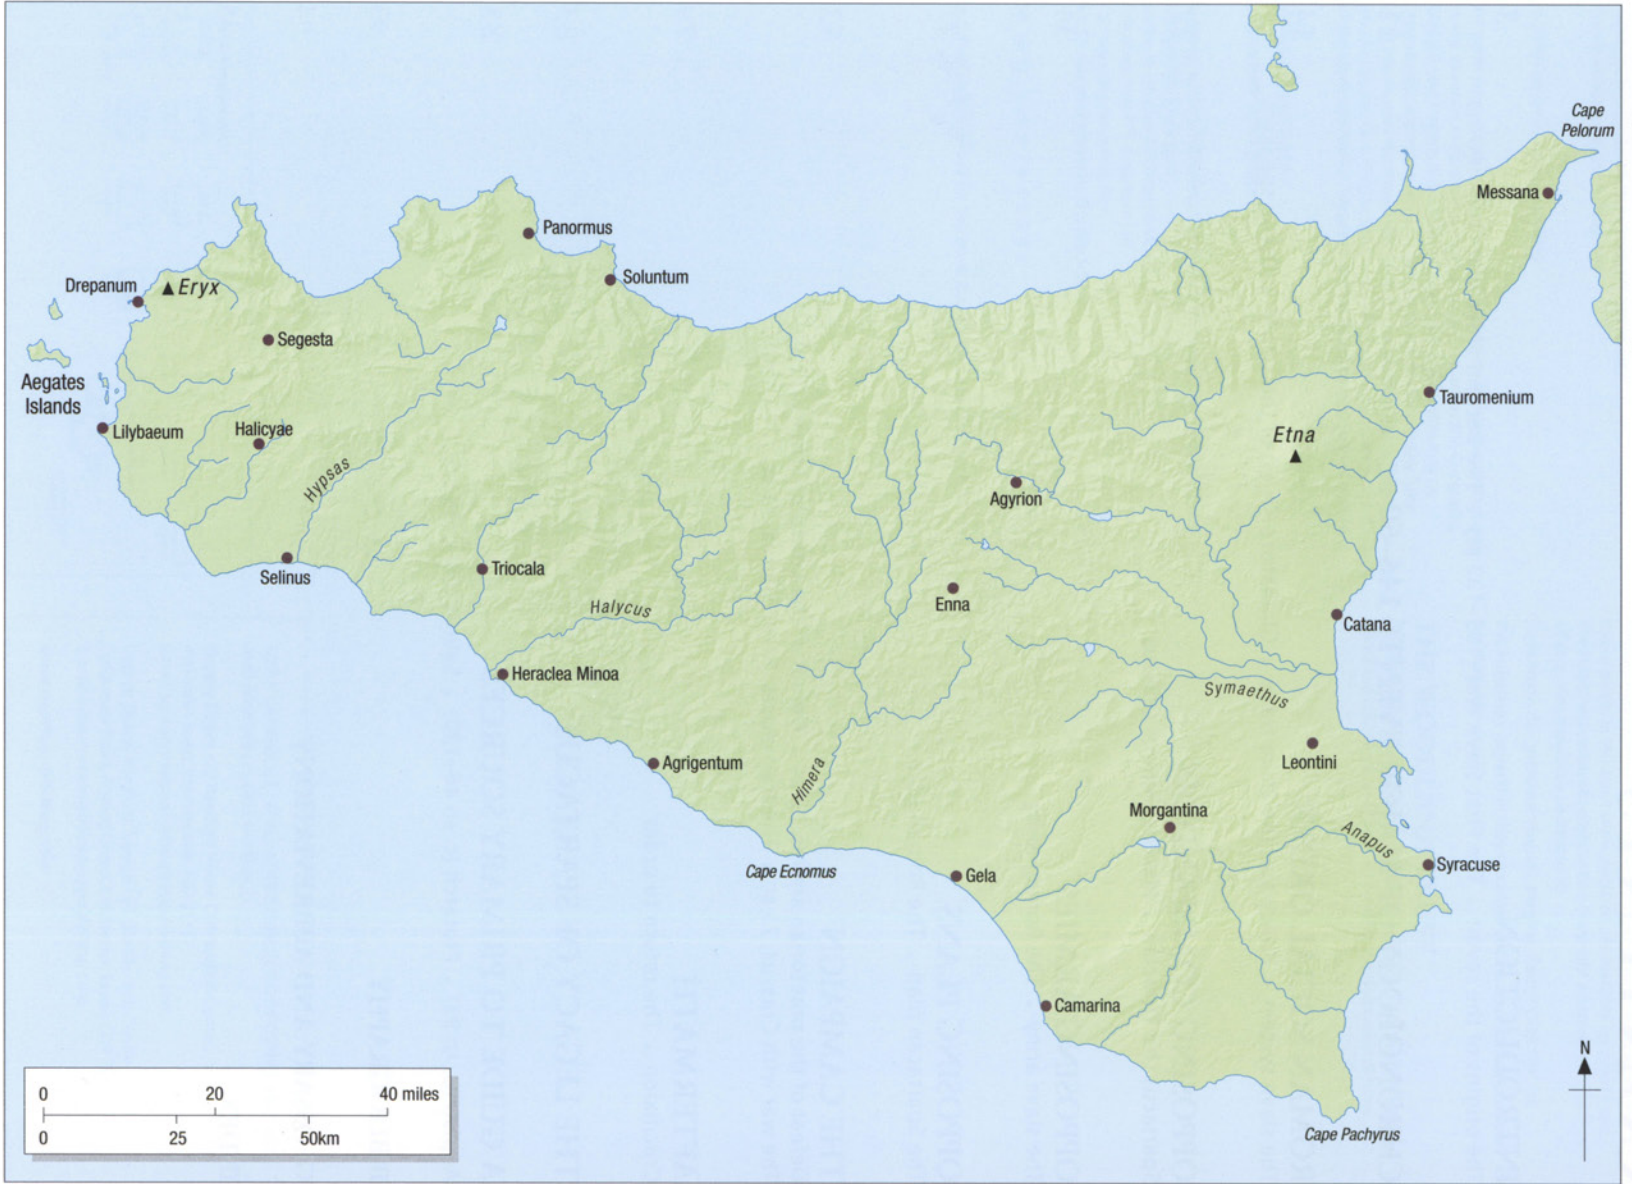 Cape
Pelorum
Messana
Panormus
Soluntum
Drepanum
Eryx
Segesta
Aegates
Islands
Tauromenium
Lilybaeum
Halicyae
Etna
Hypsas
Agyrion
Selinus
Triocala
Halycus
Enna
Catana
Heraclea Minoa
Symaethus
Agrigentum
Himera
Leontini
Morgantina
Anapus
Cape Ecnomus
Gela
Syracuse
Camarina
N
0 20 40 miles
0 25 50km
Cape Pachyrus